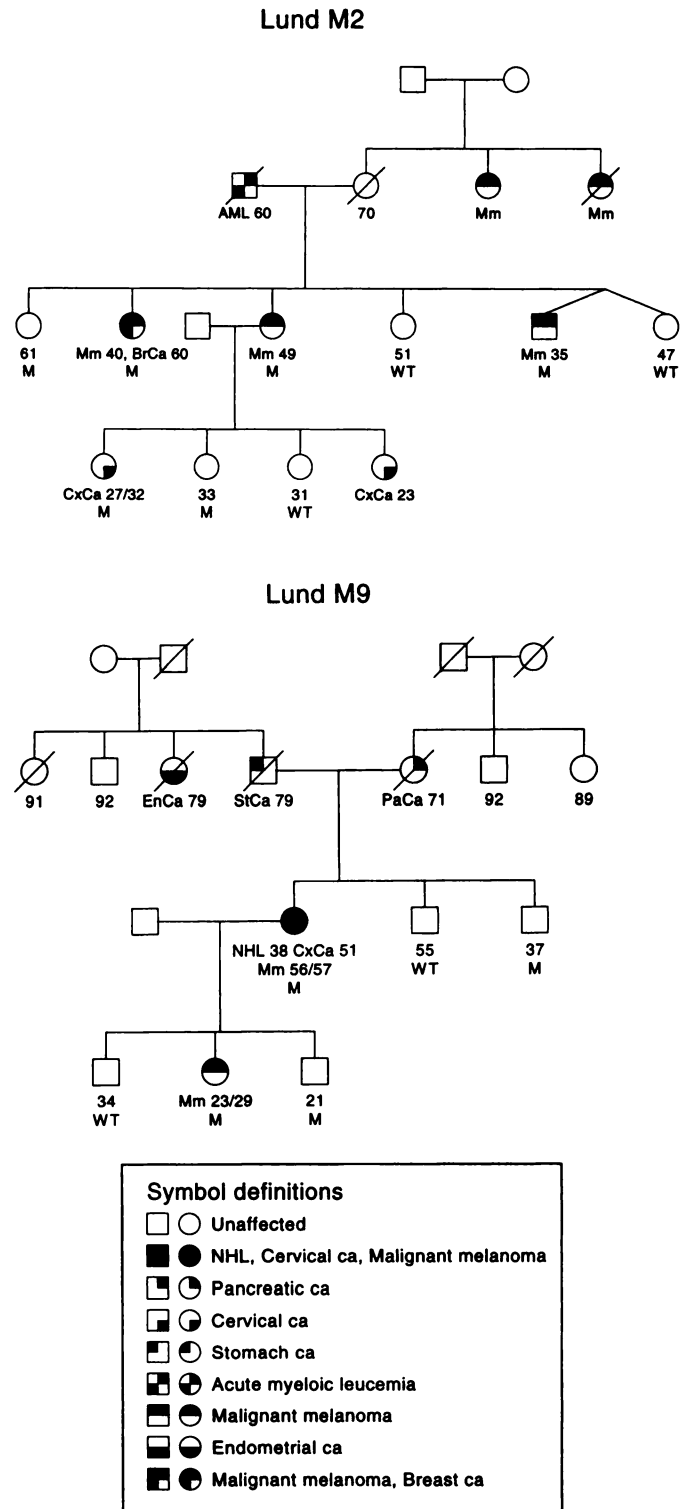 Lund M2
AML 60 70 Mm Mm
61 Mm 40, BrCa 60 Mm 49 51 Mm 35 47
M M M WT M WT
CxCa 27/32 33 31 CxCa 23
M M WT
Lund M9
91 92 EnCa 79 StCa 79 PaCa 71 92 89
NHL 38 CxCa 51 55 37
Mm 56/57 WT M
M
34 Mm 23/29 21
WT M M
Symbol definitions
Unaffected
NHL, Cervical ca, Malignant melanoma
Pancreatic ca
Cervical ca
Stomach ca
Acute myeloic leucemia
Malignant melanoma
Endometrial ca
Malignant melanoma, Breast ca